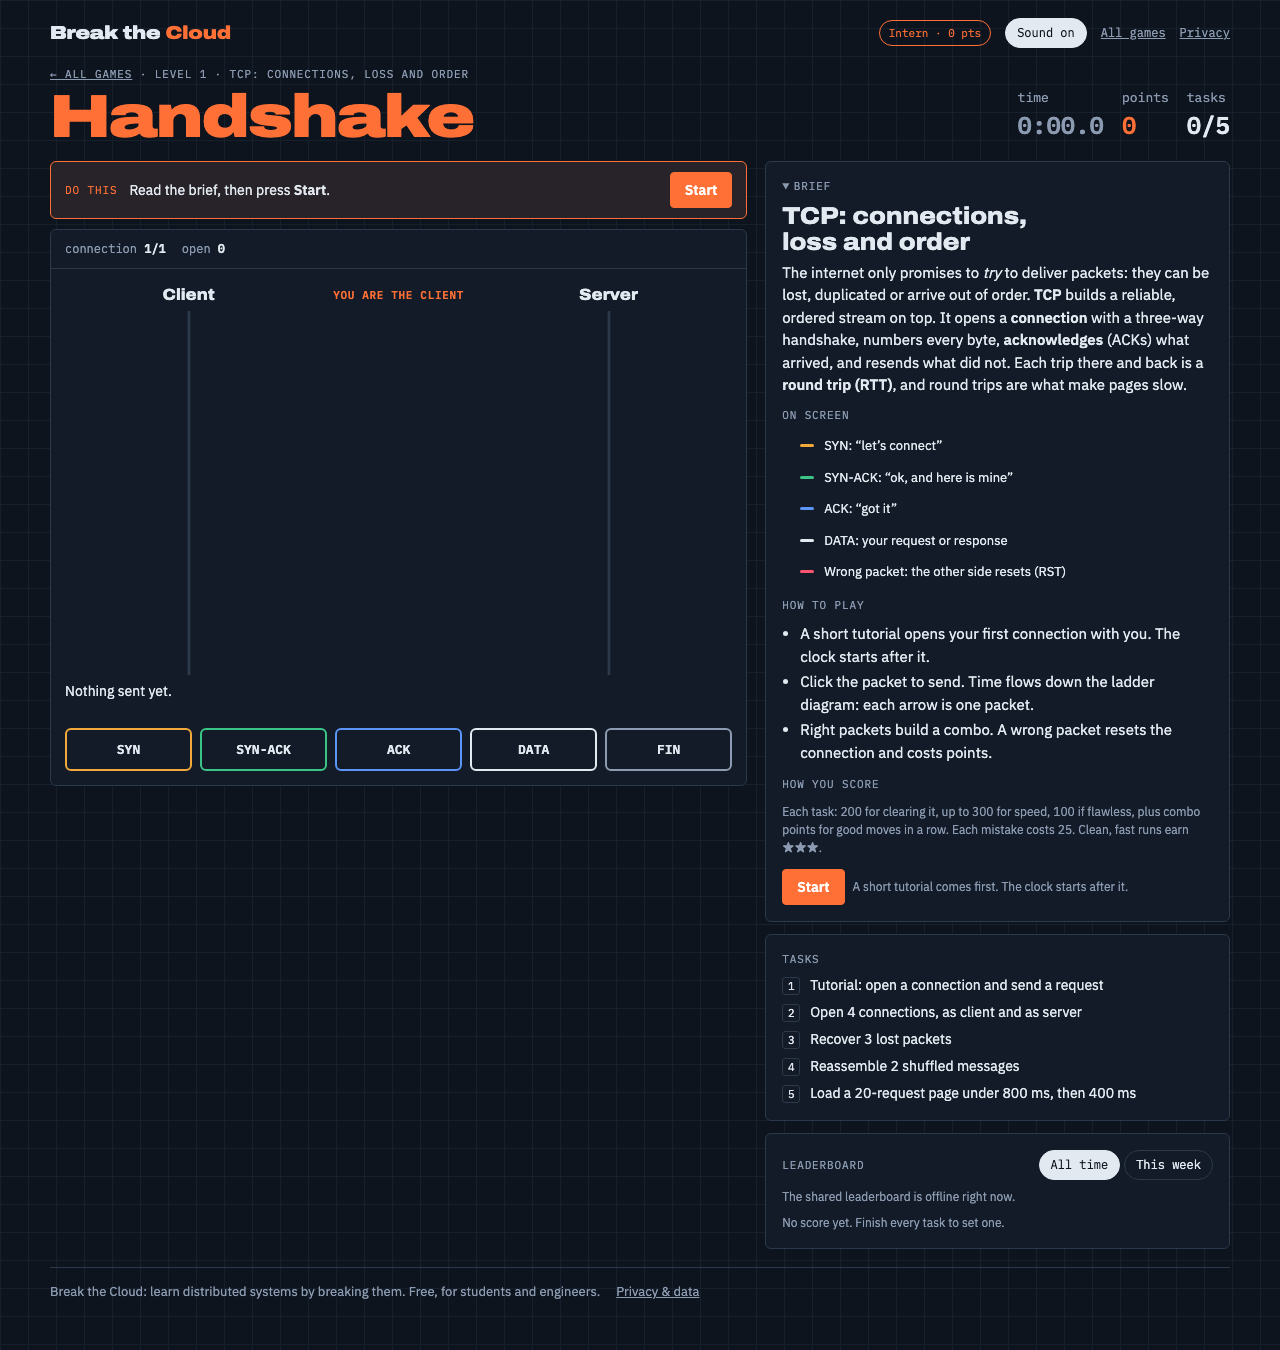 Break the Cloud
Intern · 0 pts
Sound on
All games
Privacy
← ALL GAMES · LEVEL 1 · TCP: CONNECTIONS, LOSS AND ORDER
Handshake
time
0:00.0
points
0
tasks
0/5
DO THIS Read the brief, then press Start.
Start
connection 1/1 open 0
Client
YOU ARE THE CLIENT
Server
Nothing sent yet.
SYN
SYN-ACK
ACK
DATA
FIN
▼ BRIEF
TCP: connections,
loss and order
The internet only promises to try to deliver packets: they can be
lost, duplicated or arrive out of order. TCP builds a reliable,
ordered stream on top. It opens a connection with a three-way
handshake, numbers every byte, acknowledges (ACKs) what
arrived, and resends what did not. Each trip there and back is a
round trip (RTT), and round trips are what make pages slow.
ON SCREEN
SYN: “let’s connect”
SYN-ACK: “ok, and here is mine”
ACK: “got it”
DATA: your request or response
Wrong packet: the other side resets (RST)
HOW TO PLAY
• A short tutorial opens your first connection with you. The
clock starts after it.
• Click the packet to send. Time flows down the ladder
diagram: each arrow is one packet.
• Right packets build a combo. A wrong packet resets the
connection and costs points.
HOW YOU SCORE
Each task: 200 for clearing it, up to 300 for speed, 100 if flawless, plus combo
points for good moves in a row. Each mistake costs 25. Clean, fast runs earn
★★★.
Start
A short tutorial comes first. The clock starts after it.
TASKS
1 Tutorial: open a connection and send a request
2 Open 4 connections, as client and as server
3 Recover 3 lost packets
4 Reassemble 2 shuffled messages
5 Load a 20-request page under 800 ms, then 400 ms
LEADERBOARD
All time
This week
The shared leaderboard is offline right now.
No score yet. Finish every task to set one.
Break the Cloud: learn distributed systems by breaking them. Free, for students and engineers.
Privacy & data